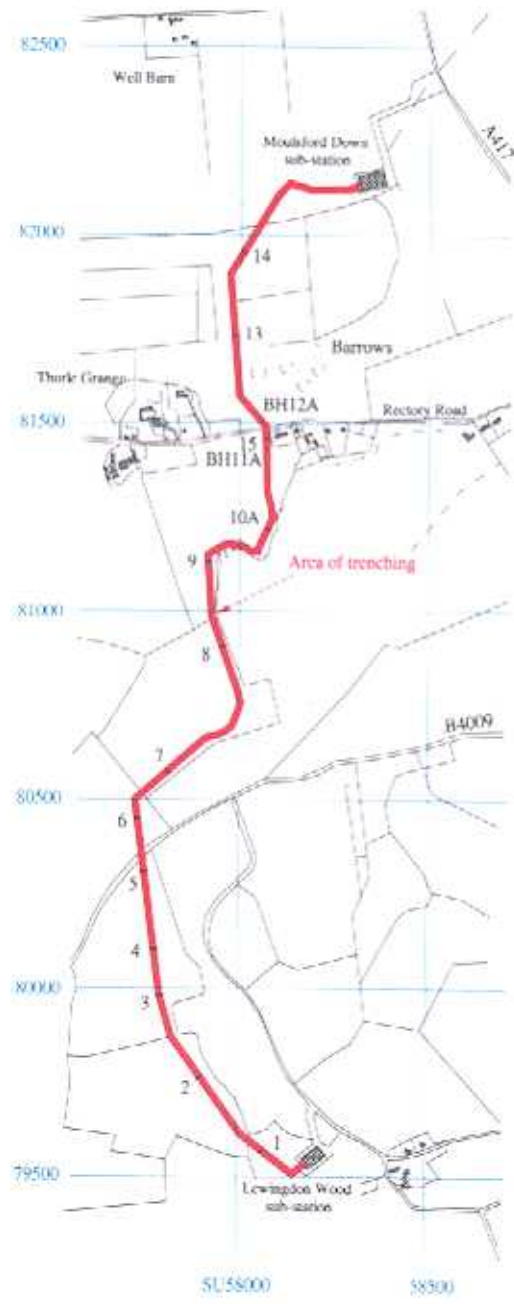 82500
Well Barn
A417
Moulsford Down
sub-station
82000
14
13
Barrows
Thorle Grange
BH12A
Rectory Road
81500
15
BH11A
10A
9
Area of trenching
81000
8
B4009
7
80500
6
5
4
80000
3
2
1
79500
Lewingdon Wood
sub-station
SU58000
58500